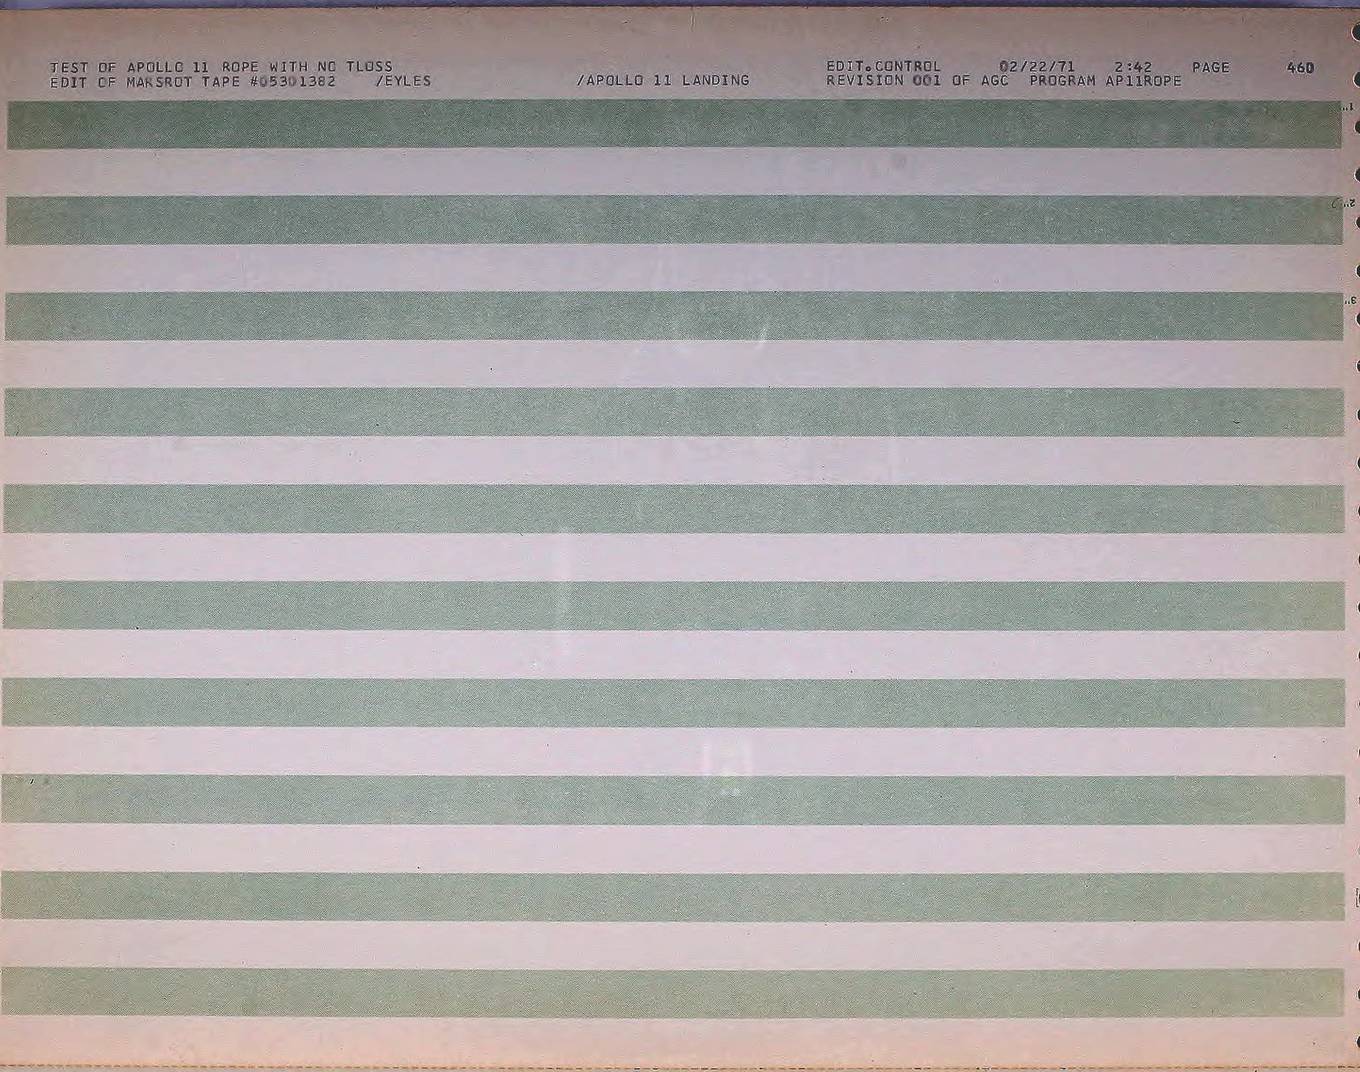 TEST OF APOLLO 11 ROPE WITH NO TLOSS EDIT.CONTROL 02/22/71 2:42 PAGE 460
EDIT OF MARSROT TAPE #05301382 /EYLES /APOLLO 11 LANDING REVISION 001 OF AGC PROGRAM AP11ROPE